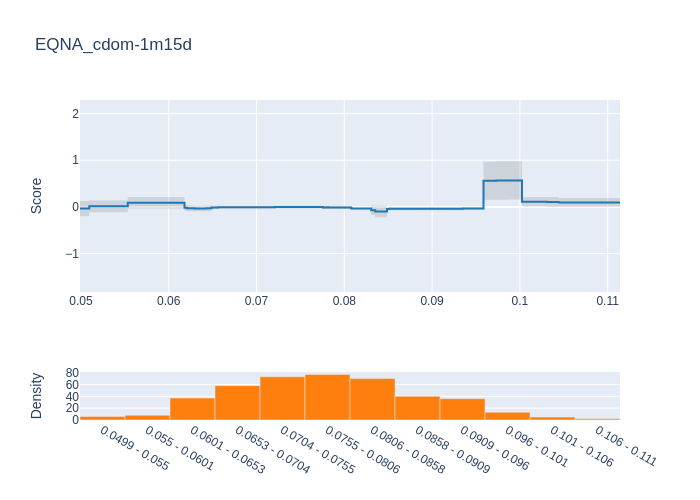 EQNA_cdom-1m15d
Score
2
1
0
−1
0.05 0.06 0.07 0.08 0.09 0.1 0.11
Density
80
60
40
20
0
0.0499 - 0.055
0.055 - 0.0601
0.0601 - 0.0653
0.0653 - 0.0704
0.0704 - 0.0755
0.0755 - 0.0806
0.0806 - 0.0858
0.0858 - 0.0909
0.0909 - 0.096
0.096 - 0.101
0.101 - 0.106
0.106 - 0.111